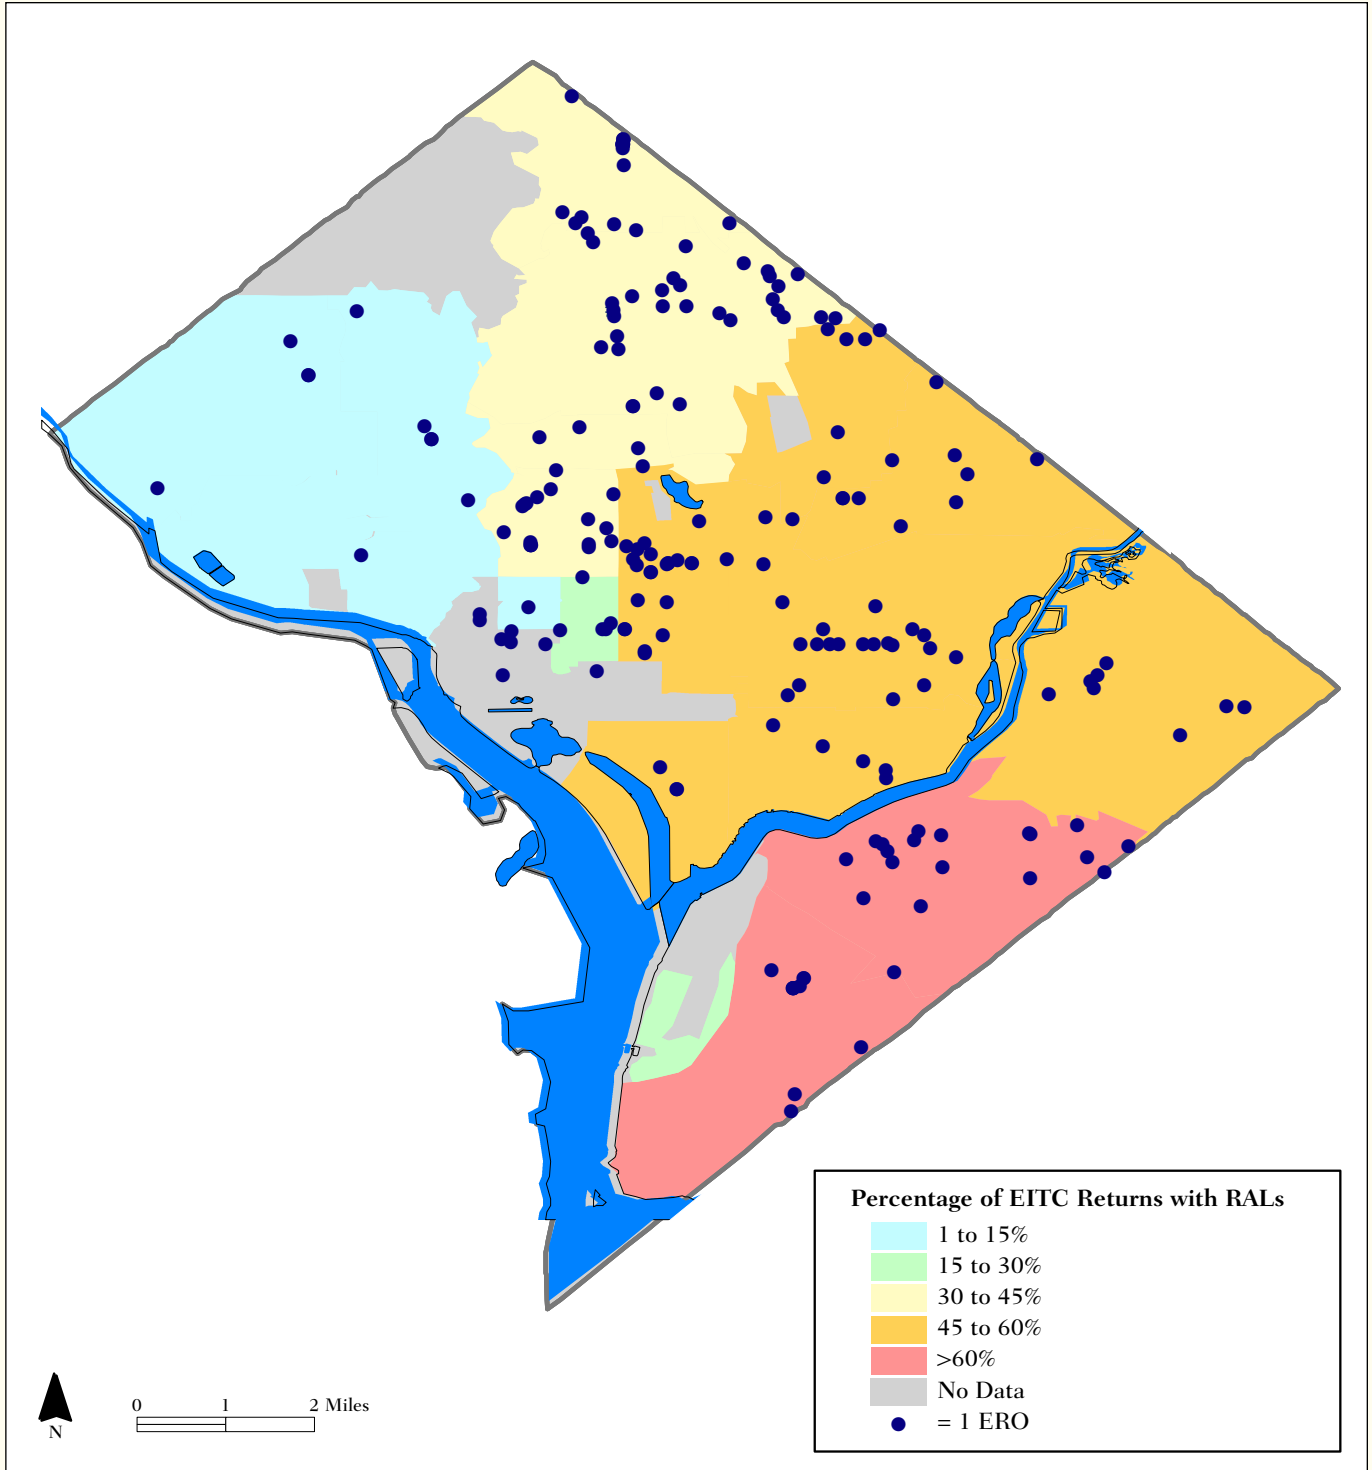 Percentage of EITC Returns with RALs
1 to 15%
15 to 30%
30 to 45%
45 to 60%
>60%
No Data
= 1 ERO
0 1 2 Miles
N